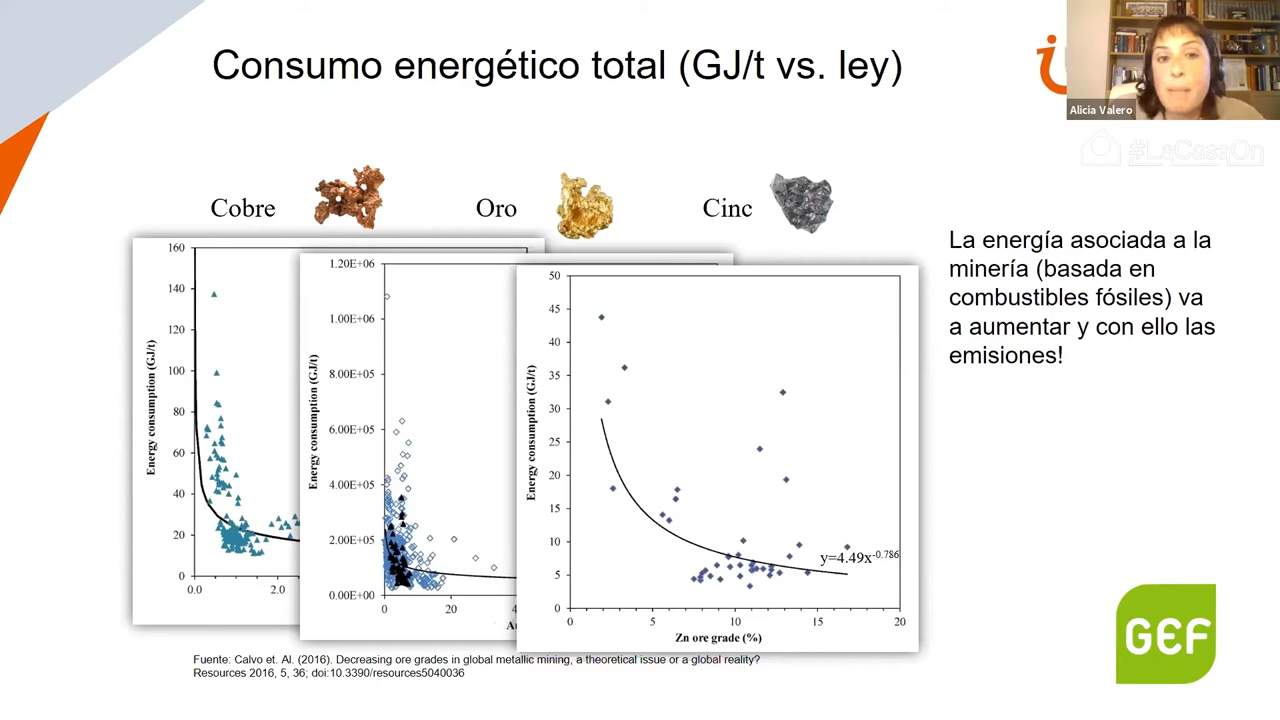 Consumo energético total (GJ/t vs. ley)
Alicia Valero
#LaCasaOn
Cobre
Oro
Cinc
160
140
120
100
80
60
40
20
0
0.0
2.0
Energy consumption (GJ/t)
1.20E+06
1.00E+06
8.00E+05
6.00E+05
4.00E+05
2.00E+05
0.00E+00
0
20
Energy consumption (GJ/t)
50
45
40
35
30
25
20
15
10
5
0
0
5
10
15
20
Energy consumption (GJ/t)
Zn ore grade (%)
y=4.49x-0.786
La energía asociada a la
minería (basada en
combustibles fósiles) va
a aumentar y con ello las
emisiones!
GEF
Fuente: Calvo et. Al. (2016). Decreasing ore grades in global metallic mining, a theoretical issue or a global reality?
Resources 2016, 5, 36; doi:10.3390/resources5040036